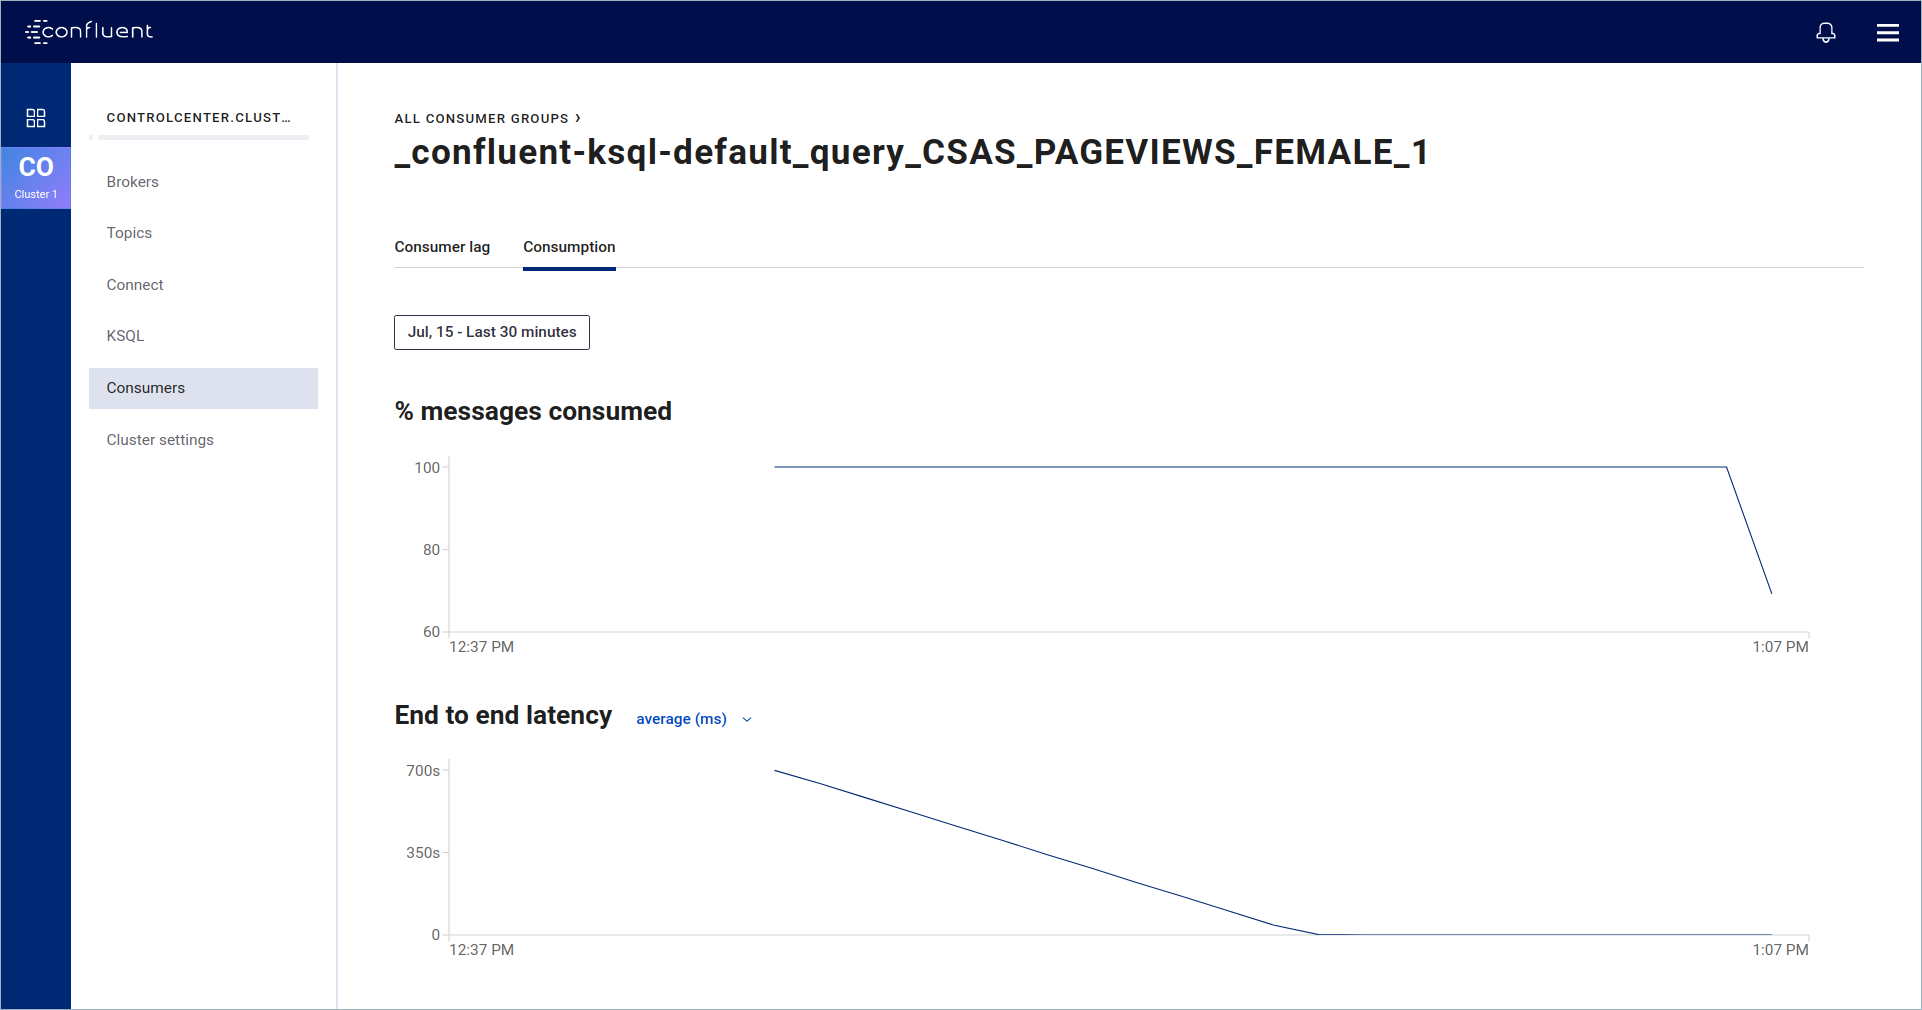 confluent
CONTROLCENTER.CLUST...
CO
Cluster 1
Brokers
Topics
Connect
KSQL
Consumers
Cluster settings
ALL CONSUMER GROUPS ›
_confluent-ksql-default_query_CSAS_PAGEVIEWS_FEMALE_1
Consumer lag Consumption
Jul, 15 - Last 30 minutes
% messages consumed
100
80
60
12:37 PM 1:07 PM
End to end latency average (ms)
700s
350s
0
12:37 PM 1:07 PM